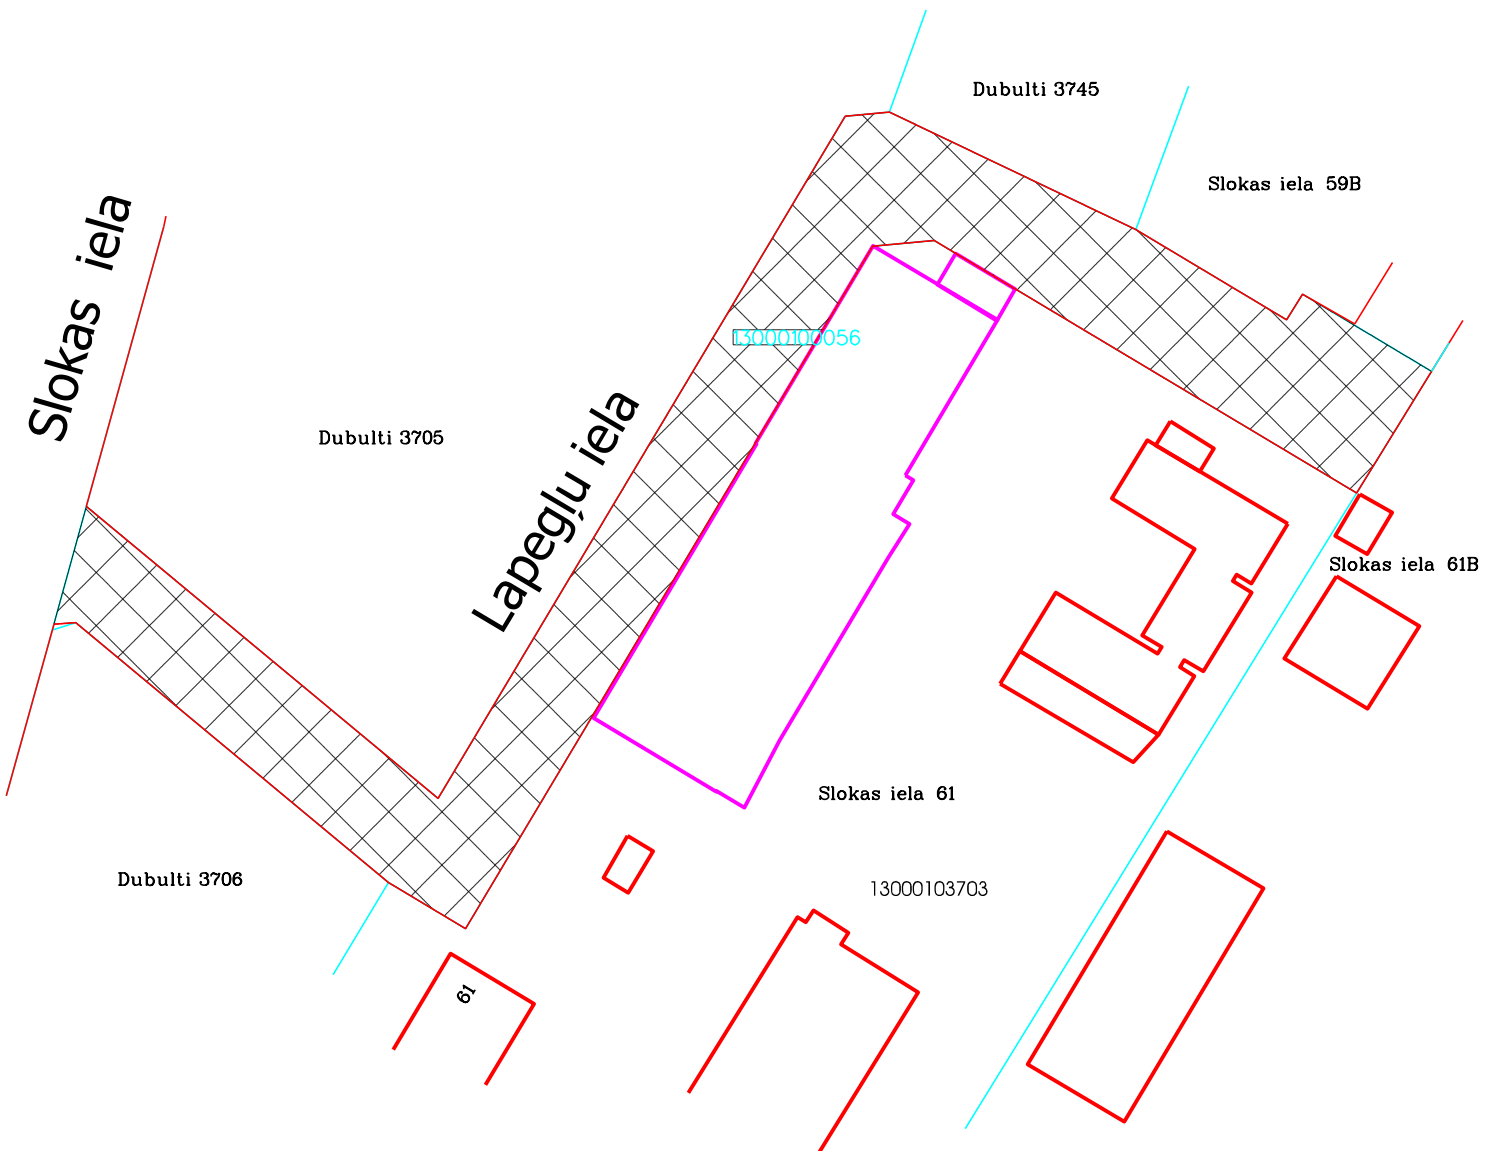 Dubulti 3745
Slokas iela 59B
Slokas iela
13000100056
Dubulti 3705
Lapegļu iela
Slokas iela 61B
Slokas iela 61
Dubulti 3706
13000103703
61